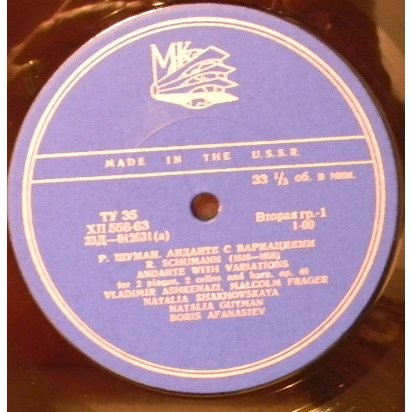 МК
MADE IN THE U.S.S.R.
33 ⅓ об. в мин.
ТУ 35
ХП 558-63
33Д—012631(а)
Вторая гр.-1
1-00
Р. ШУМАН. АНДАНТЕ С ВАРИАЦИЯМИ
R. SCHUMANN (1810—1856)
ANDANTE WITH VARIATIONS
for 2 pianos, 2 cellos and horn, op. 46
VLADIMIR ASHKENAZI, MALCOLM FRAGER
NATALIA SHAKHOVSKAYA
NATALIA GUTMAN
BORIS AFANASIEV